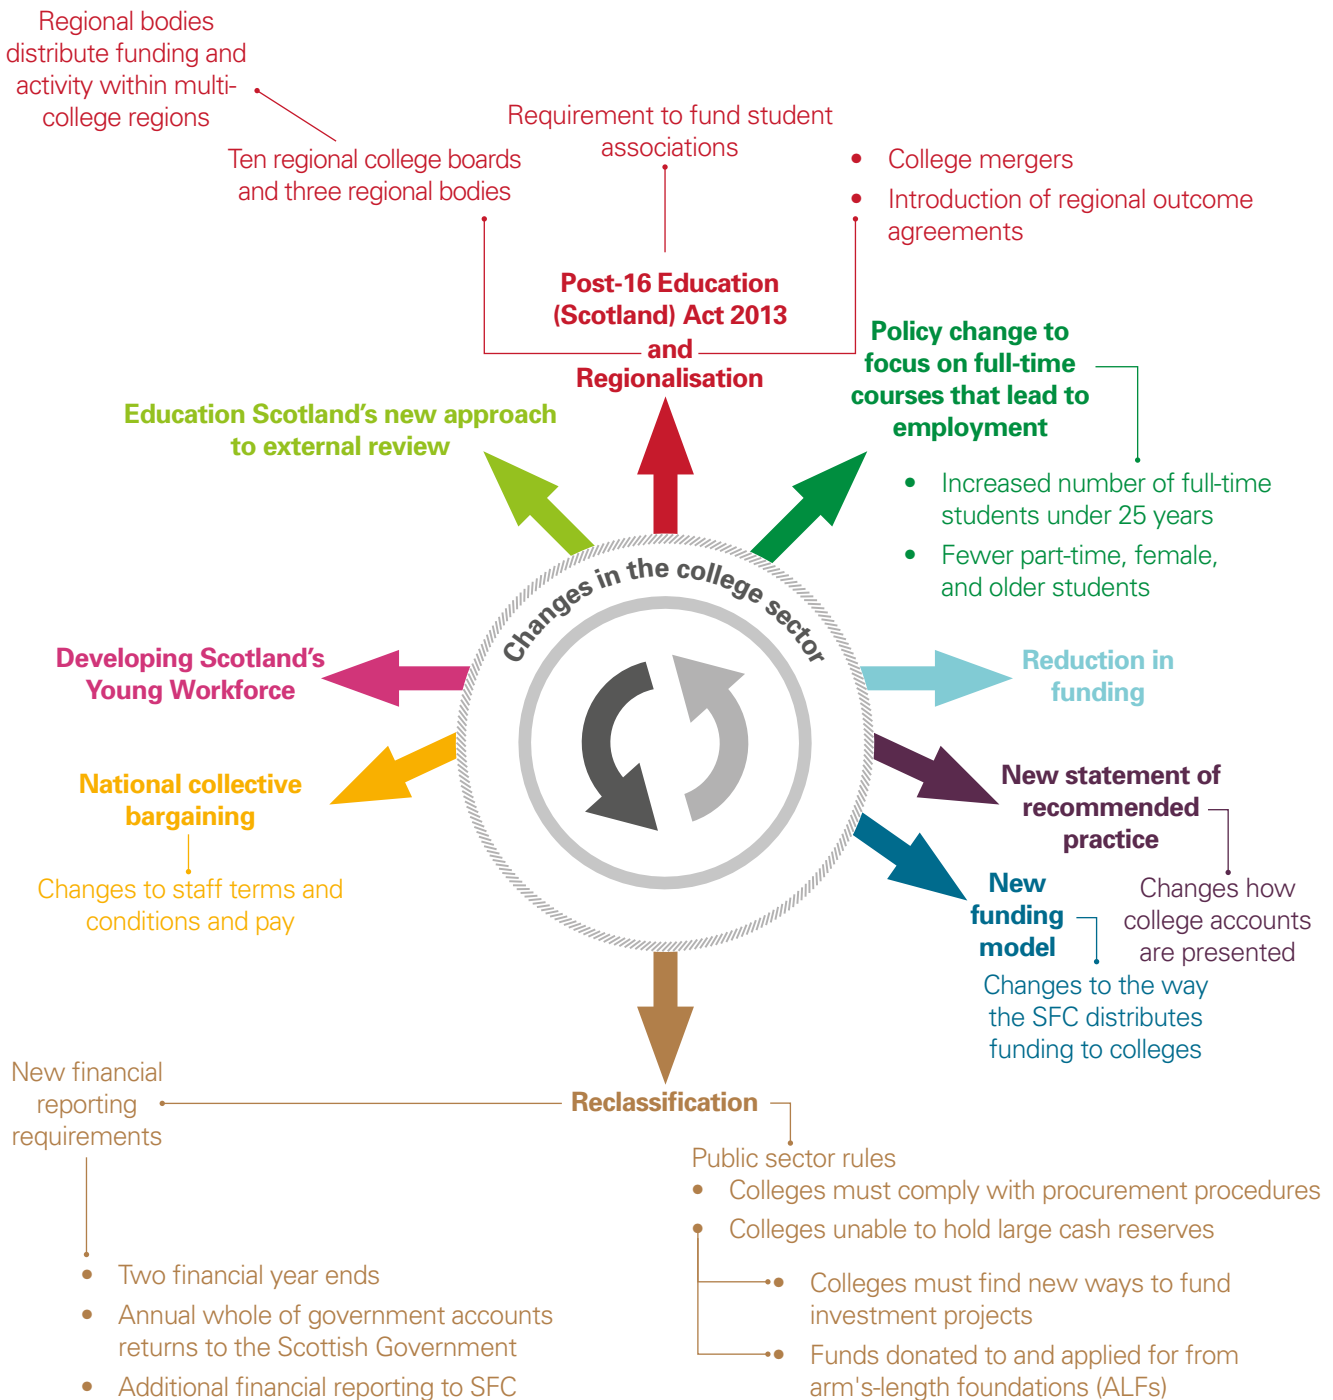 Regional bodies
distribute funding and
activity within multi-
college regions
Ten regional college boards
and three regional bodies
Requirement to fund student
associations
• College mergers
• Introduction of regional outcome
agreements
Post-16 Education
(Scotland) Act 2013
and
Regionalisation
Policy change to
focus on full-time
courses that lead to
employment
• Increased number of full-time
students under 25 years
• Fewer part-time, female,
and older students
Education Scotland's new approach
to external review
Changes in the college sector
Developing Scotland's
Young Workforce
Reduction in
funding
National collective
bargaining
Changes to staff terms and
conditions and pay
New statement of
recommended
practice
Changes how
college accounts
are presented
New
funding
model
Changes to the way
the SFC distributes
funding to colleges
Reclassification
New financial
reporting
requirements
• Two financial year ends
• Annual whole of government accounts
returns to the Scottish Government
• Additional financial reporting to SFC
Public sector rules
• Colleges must comply with procurement procedures
• Colleges unable to hold large cash reserves
• Colleges must find new ways to fund
investment projects
• Funds donated to and applied for from
arm's-length foundations (ALFs)